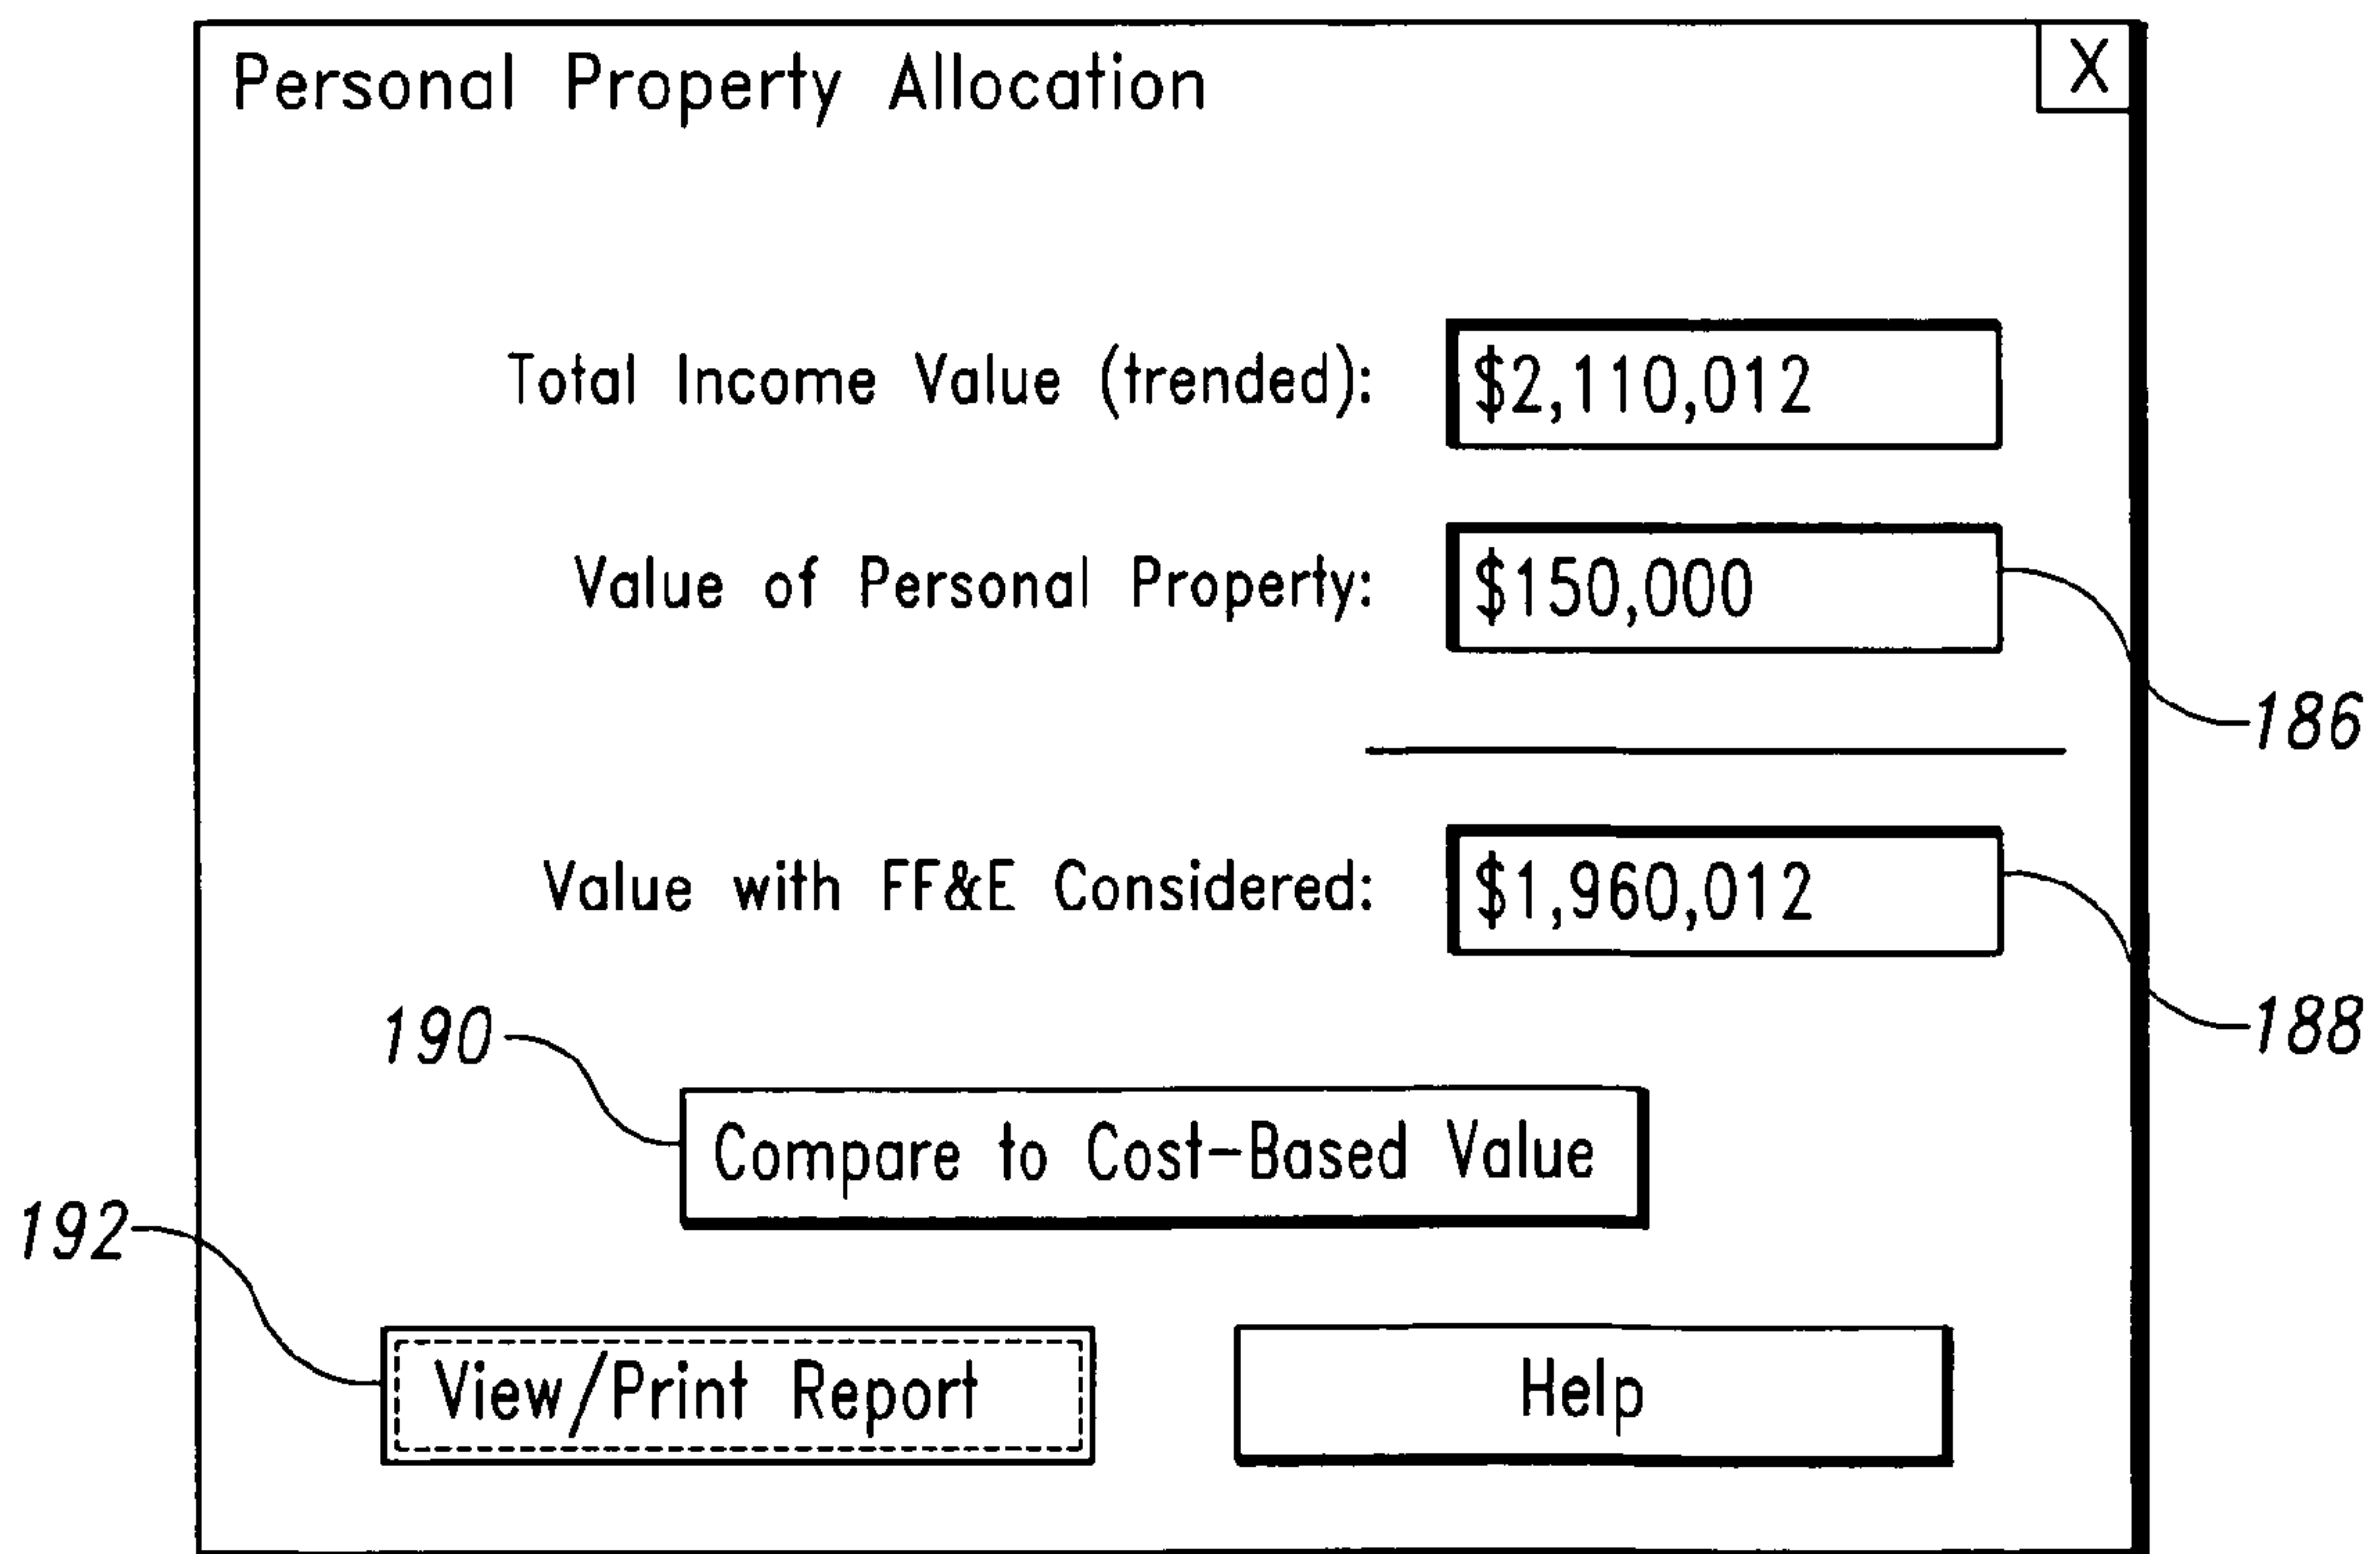 Personal Property Allocation X
Total Income Value (trended): $2,110,012
Value of Personal Property: $150,000
186
Value with FF&E Considered: $1,960,012
188
190
Compare to Cost-Based Value
192
View/Print Report Help